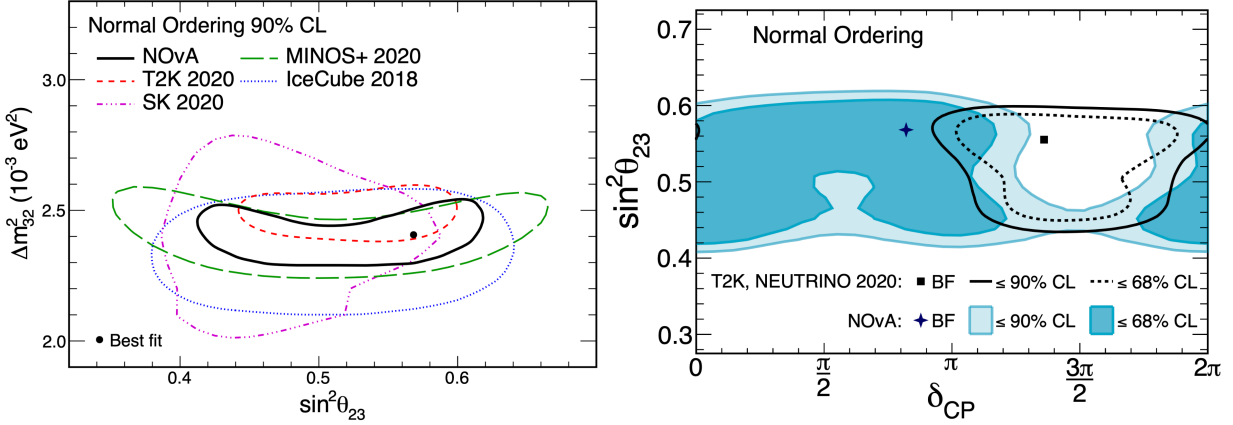 Normal Ordering 90% CL
NOvA
MINOS+ 2020
T2K 2020
IceCube 2018
SK 2020
Δm²₃₂ (10⁻³ eV²)
3.0
2.5
2.0
Best fit
0.4 0.5 0.6
sin²θ₂₃
Normal Ordering
sin²θ₂₃
0.7
0.6
0.5
0.4
0.3
T2K, NEUTRINO 2020: BF ≤ 90% CL ≤ 68% CL
NOvA: BF ≤ 90% CL ≤ 68% CL
0 π/2 π 3π/2 2π
δCP